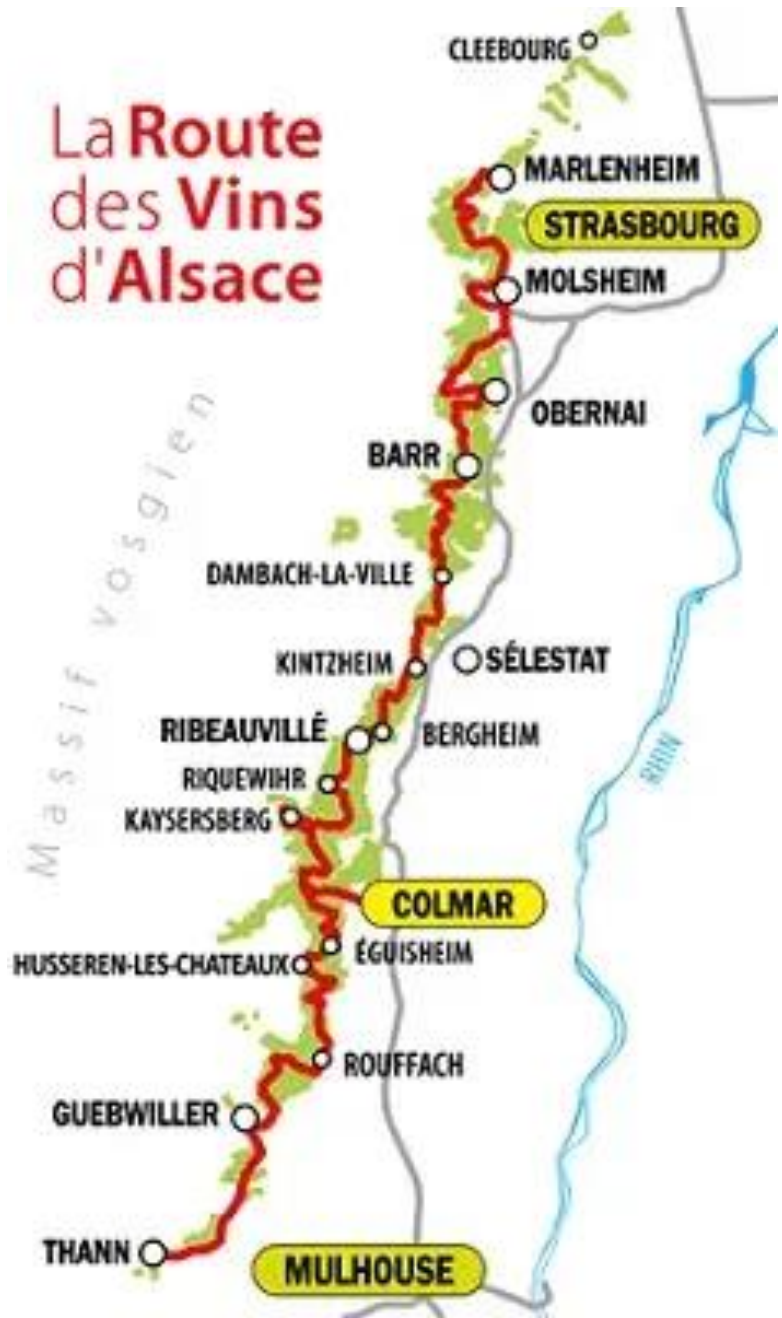 CLEEBOURG
La Route
des Vins
d'Alsace
MARLENHEIM
STRASBOURG
MOLSHEIM
OBERNAI
BARR
Massif vosgien
DAMBACH-LA-VILLE
KINTZHEIM
SÉLESTAT
RIBEAUVILLÉ
BERGHEIM
RHIN
RIQUEWIHR
KAYSERSBERG
COLMAR
ÉGUISHEIM
HUSSEREN-LES-CHATEAUX
ROUFFACH
GUEBWILLER
THANN
MULHOUSE